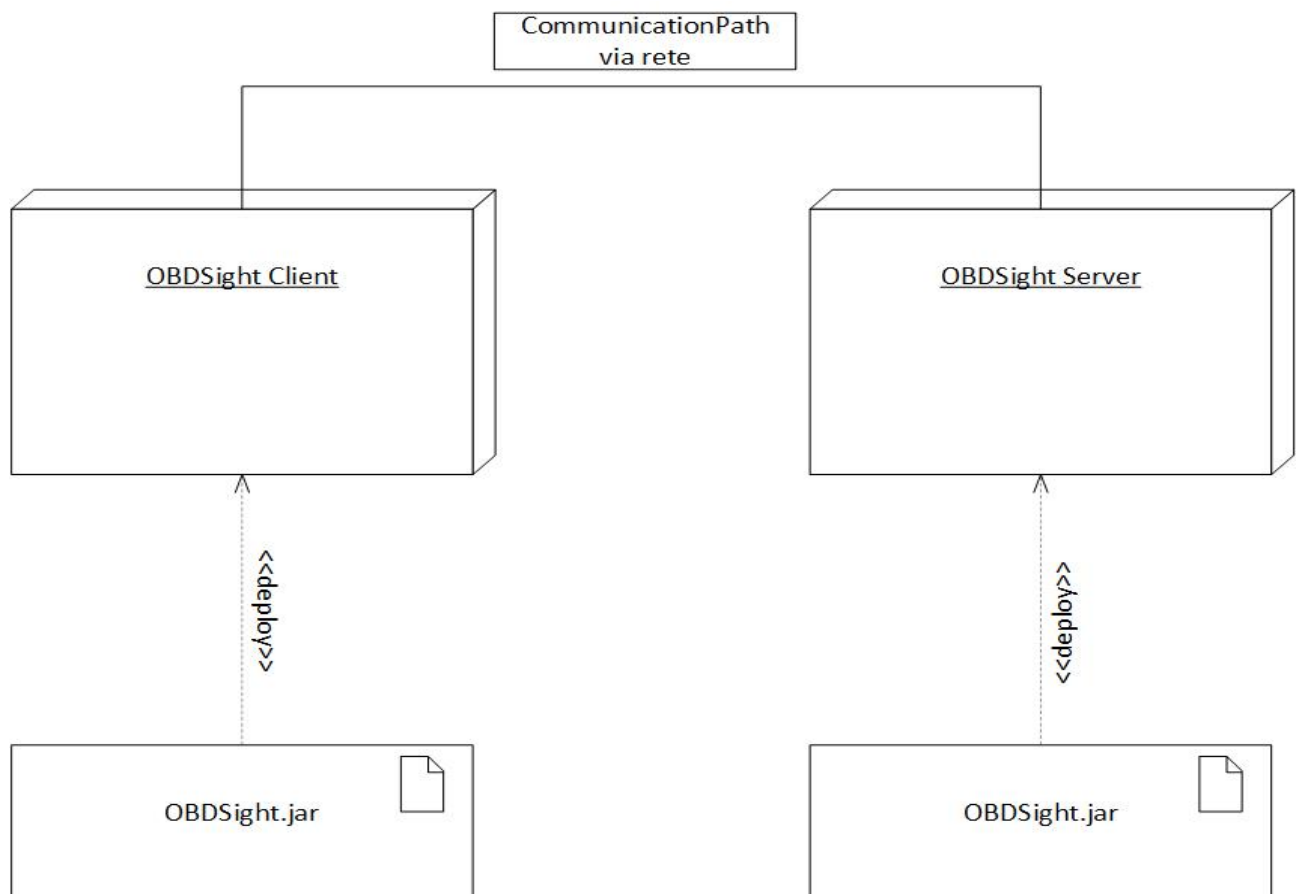 CommunicationPath
via rete
OBDSight Client
OBDSight Server
<<deploy>>
<<deploy>>
OBDSight.jar
OBDSight.jar